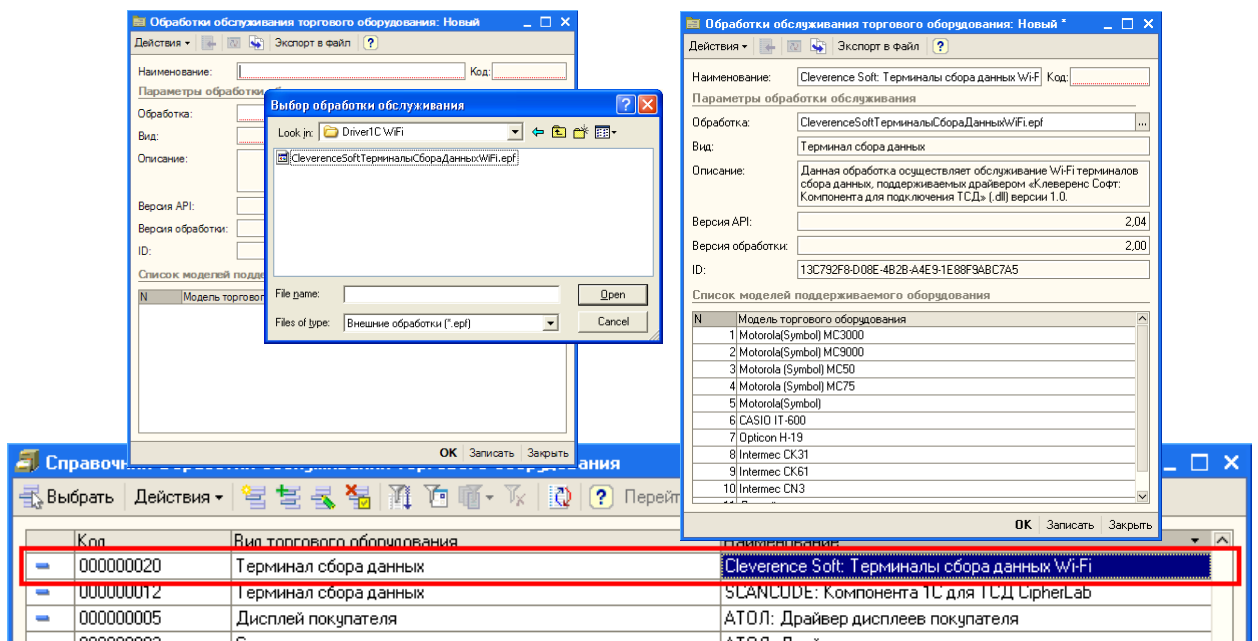 Обработки обслуживания торгового оборудования: Новый
Действия Экспорт в файл ?
Наименование: Код:
Параметры обработки
Обработка:
Вид:
Описание:
Версия API:
Версия обработки:
ID:
Список моделей
N Модель
OK Записать Закрыть
Выбор обработки обслуживания
Look in: Driver1C WiFi
CleverenceSoftТерминалыСбораДанныхWiFi.epf
File name: Open
Files of type: Внешние обработки (*.epf) Cancel
Обработки обслуживания торгового оборудования: Новый *
Действия Экспорт в файл ?
Наименование: Cleverence Soft: Терминалы сбора данных Wi-F Код:
Параметры обработки обслуживания
Обработка: CleverenceSoftТерминалыСбораДанныхWiFi.epf ...
Вид: Терминал сбора данных
Описание: Данная обработка осуществляет обслуживание Wi-Fi терминалов
сбора данных, поддерживаемых драйвером «Клеверенс Софт:
Компонента для подключения ТСД» (.dll) версии 1.0.
Версия API: 2,04
Версия обработки: 2,00
ID: 13C792F8-D08E-4B2B-A4E9-1E88F9ABC7A5
Список моделей поддерживаемого оборудования
N Модель торгового оборудования
1 Motorola(Symbol) MC3000
2 Motorola(Symbol) MC9000
3 Motorola (Symbol) MC50
4 Motorola (Symbol) MC75
5 Motorola(Symbol)
6 CASIO IT-600
7 Opticon H-19
8 Intermec CK31
9 Intermec CK61
10 Intermec CN3
OK Записать Закрыть
Выбрать Действия ?
Код Вид торгового оборудования Наименование
000000020 Терминал сбора данных Cleverence Soft: Терминалы сбора данных Wi-Fi
000000012 Терминал сбора данных SCANCODE: Компонента 1С для ТСД CipherLab
000000005 Дисплей покупателя АТОЛ: Драйвер дисплеев покупателя